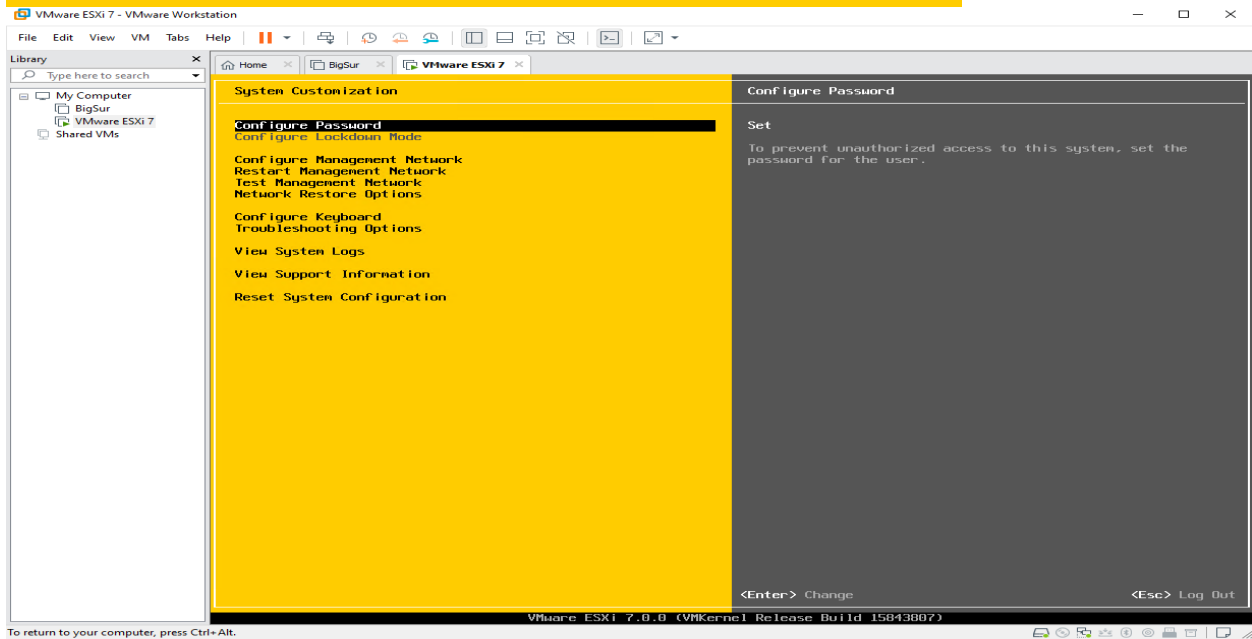 VMware ESXi 7 - VMware Workstation
File Edit View VM Tabs Help
Library
Type here to search
My Computer
BigSur
VMware ESXi 7
Shared VMs
Home BigSur VMware ESXi 7
System Customization
Configure Password
Configure Lockdown Mode
Configure Management Network
Restart Management Network
Test Management Network
Network Restore Options
Configure Keyboard
Troubleshooting Options
View System Logs
View Support Information
Reset System Configuration
Configure Password
Set
To prevent unauthorized access to this system, set the
password for the user.
<Enter> Change <Esc> Log Out
VMware ESXi 7.0.0 (VMKernel Release Build 15843807)
To return to your computer, press Ctrl+Alt.